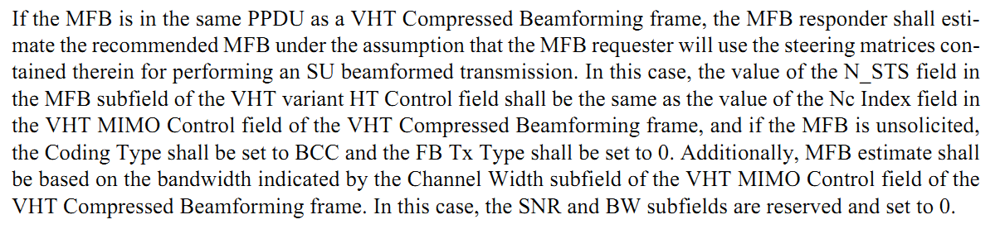 If the MFB is in the same PPDU as a VHT Compressed Beamforming frame, the MFB responder shall esti-
mate the recommended MFB under the assumption that the MFB requester will use the steering matrices con-
tained therein for performing an SU beamformed transmission. In this case, the value of the N_STS field in
the MFB subfield of the VHT variant HT Control field shall be the same as the value of the Nc Index field in
the VHT MIMO Control field of the VHT Compressed Beamforming frame, and if the MFB is unsolicited,
the Coding Type shall be set to BCC and the FB Tx Type shall be set to 0. Additionally, MFB estimate shall
be based on the bandwidth indicated by the Channel Width subfield of the VHT MIMO Control field of the
VHT Compressed Beamforming frame. In this case, the SNR and BW subfields are reserved and set to 0.